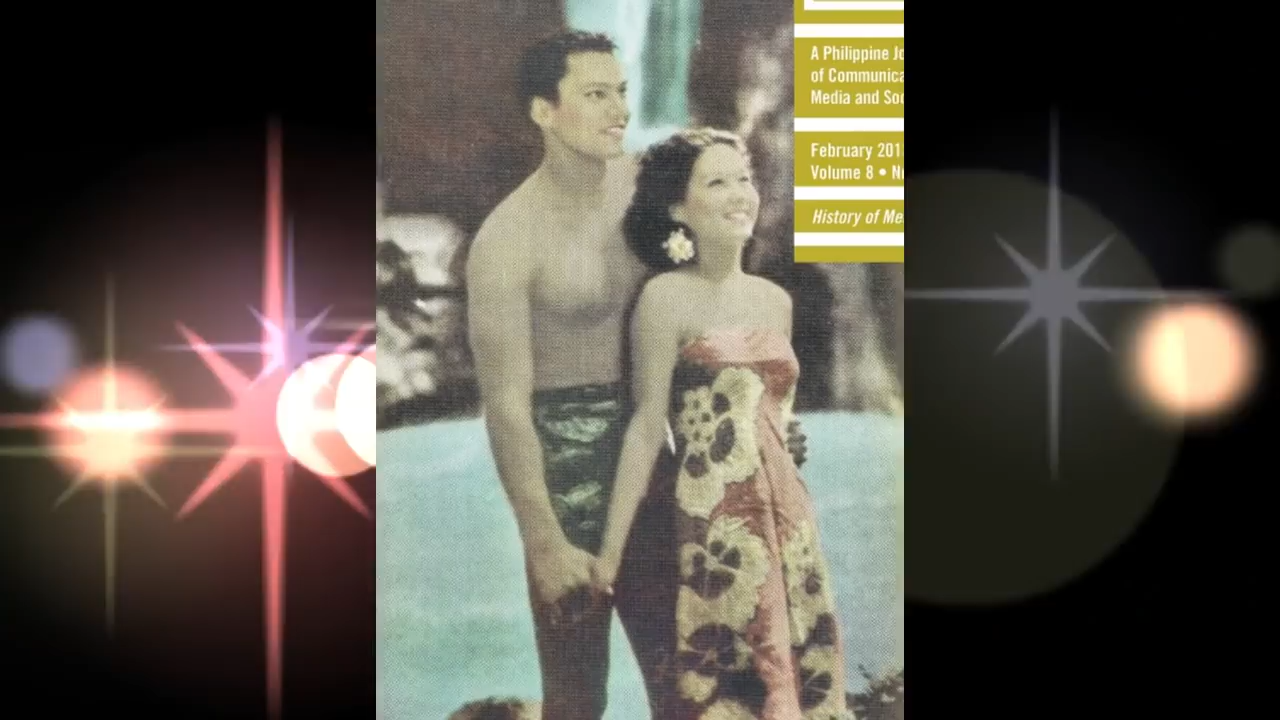 A Philippine Jo
of Communica
Media and Soc
February 201
Volume 8 • N
History of Me